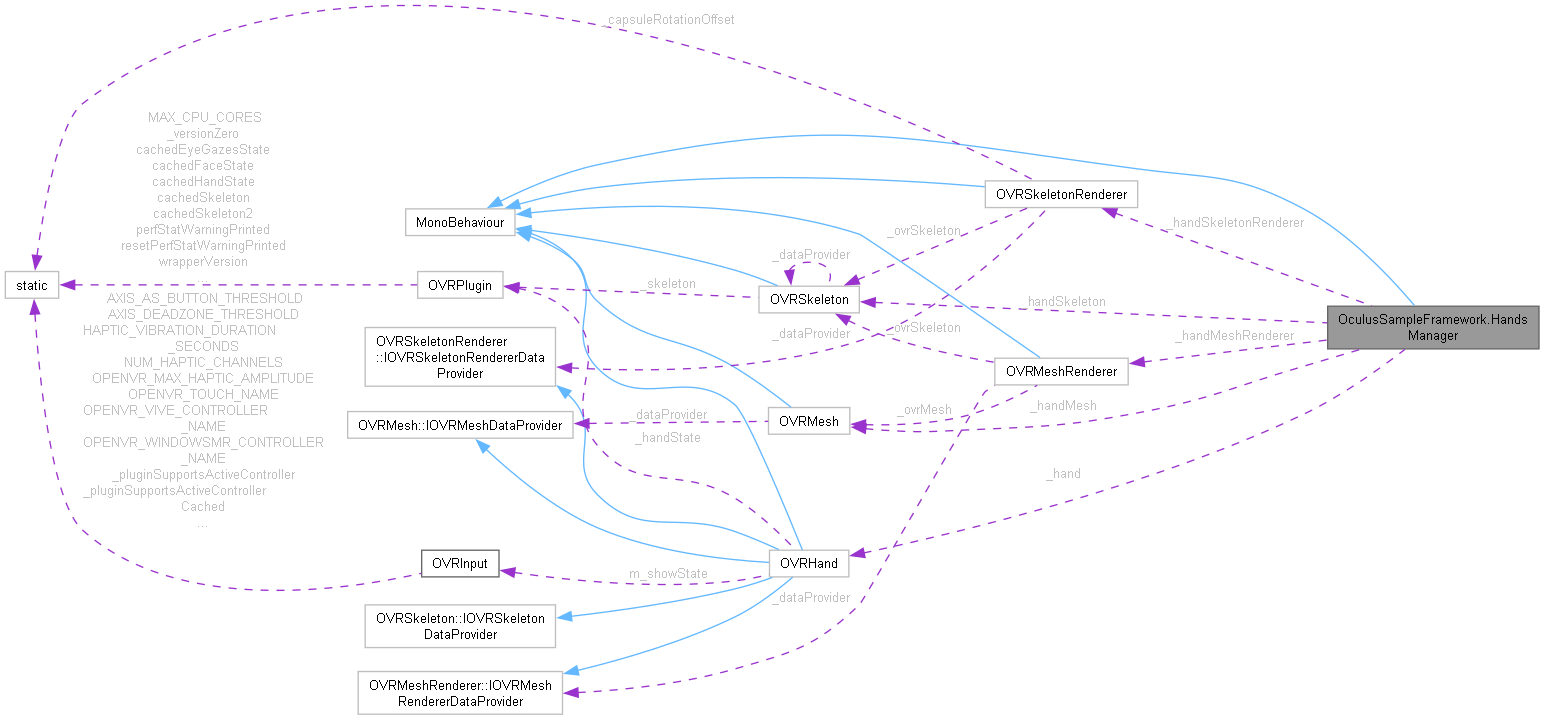 _capsuleRotationOffset
MAX_CPU_CORES
_versionZero
cachedEyeGazesState
cachedFaceState
cachedHandState
cachedSkeleton
cachedSkeleton2
perfStatWarningPrinted
resetPerfStatWarningPrinted
wrapperVersion
...
static
AXIS_AS_BUTTON_THRESHOLD
AXIS_DEADZONE_THRESHOLD
HAPTIC_VIBRATION_DURATION
_SECONDS
NUM_HAPTIC_CHANNELS
OPENVR_MAX_HAPTIC_AMPLITUDE
OPENVR_TOUCH_NAME
OPENVR_VIVE_CONTROLLER
_NAME
OPENVR_WINDOWSMR_CONTROLLER
_NAME
_pluginSupportsActiveController
_pluginSupportsActiveController
Cached
...
MonoBehaviour
OVRPlugin
OVRSkeletonRenderer
::IOVRSkeletonRendererData
Provider
OVRMesh::IOVRMeshDataProvider
OVRInput
OVRSkeleton::IOVRSkeleton
DataProvider
OVRMeshRenderer::IOVRMesh
RendererDataProvider
_skeleton
_dataProvider
_handState
m_showState
_dataProvider
OVRSkeleton
_dataProvider
OVRMesh
OVRHand
_dataProvider
_ovrSkeleton
_ovrSkeleton
_ovrMesh
OVRSkeletonRenderer
_handSkeleton
OVRMeshRenderer
_handMesh
_hand
_handSkeletonRenderer
_handMeshRenderer
OculusSampleFramework.Hands
Manager